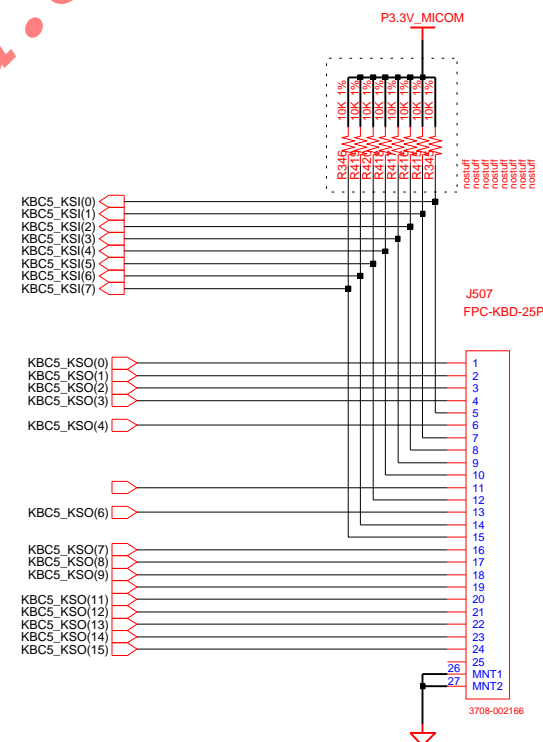 P3.3V_MICOM
10K 1%
10K 1%
10K 1%
10K 1%
10K 1%
10K 1%
10K 1%
10K 1%
R346
R419
R420
R418
R417
R416
R415
R345
nostuff
nostuff
nostuff
nostuff
nostuff
nostuff
nostuff
KBC5_KSI(0)
KBC5_KSI(1)
KBC5_KSI(2)
KBC5_KSI(3)
KBC5_KSI(4)
KBC5_KSI(5)
KBC5_KSI(6)
KBC5_KSI(7)
J507
FPC-KBD-25P
KBC5_KSO(0)
KBC5_KSO(1)
KBC5_KSO(2)
KBC5_KSO(3)
KBC5_KSO(4)
KBC5_KSO(6)
KBC5_KSO(7)
KBC5_KSO(8)
KBC5_KSO(9)
KBC5_KSO(11)
KBC5_KSO(12)
KBC5_KSO(13)
KBC5_KSO(14)
KBC5_KSO(15)
1
2
3
4
5
6
7
8
9
10
11
12
13
14
15
16
17
18
19
20
21
22
23
24
25
26 MNT1
27 MNT2
3708-002166